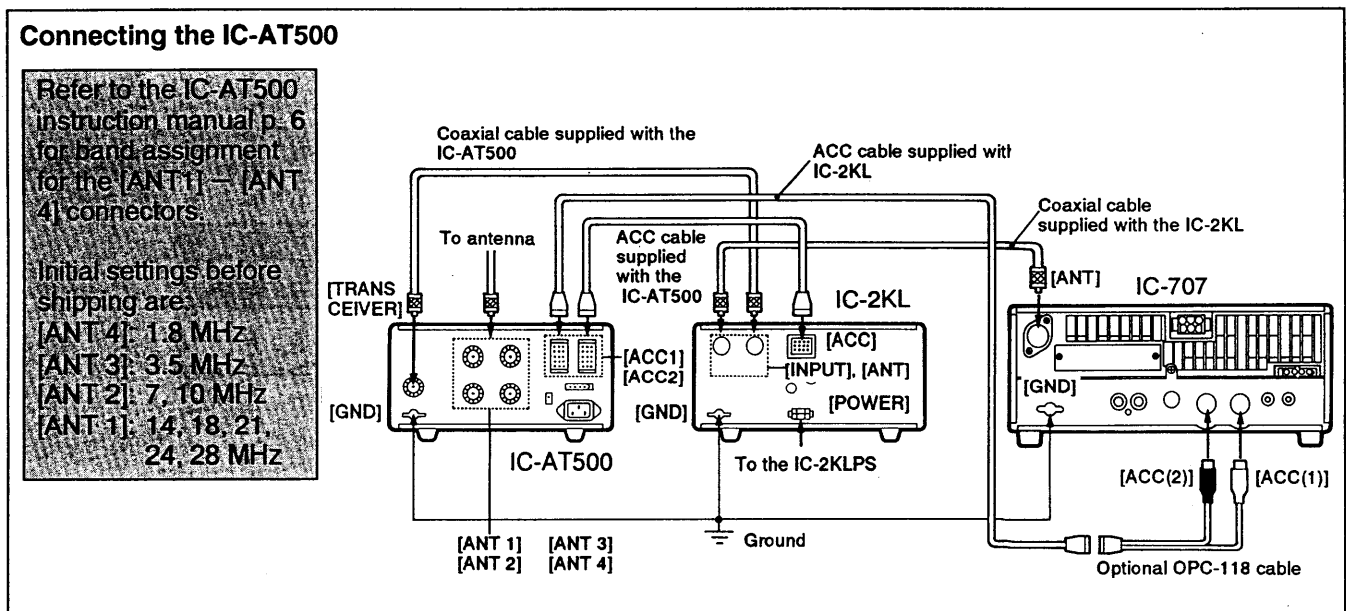 Connecting the IC-AT500
Refer to the IC-AT500
instruction manual p. 6
for band assignment
for the [ANT1] — [ANT
4] connectors.
Initial settings before
shipping are:
[ANT 4]: 1.8 MHz
[ANT 3]: 3.5 MHz
[ANT 2]: 7, 10 MHz
[ANT 1]: 14, 18, 21,
24, 28 MHz
Coaxial cable supplied with the
IC-AT500
ACC cable supplied with
IC-2KL
Coaxial cable
supplied with the IC-2KL
To antenna
ACC cable
supplied
with the
IC-AT500
[TRANS
CEIVER]
[ANT]
IC-2KL
IC-707
[ACC1]
[ACC2]
[ACC]
[INPUT], [ANT]
[POWER]
[GND]
[GND]
[GND]
IC-AT500
To the IC-2KLPS
[ACC(2)]
[ACC(1)]
[ANT 1]
[ANT 2]
[ANT 3]
[ANT 4]
Ground
Optional OPC-118 cable